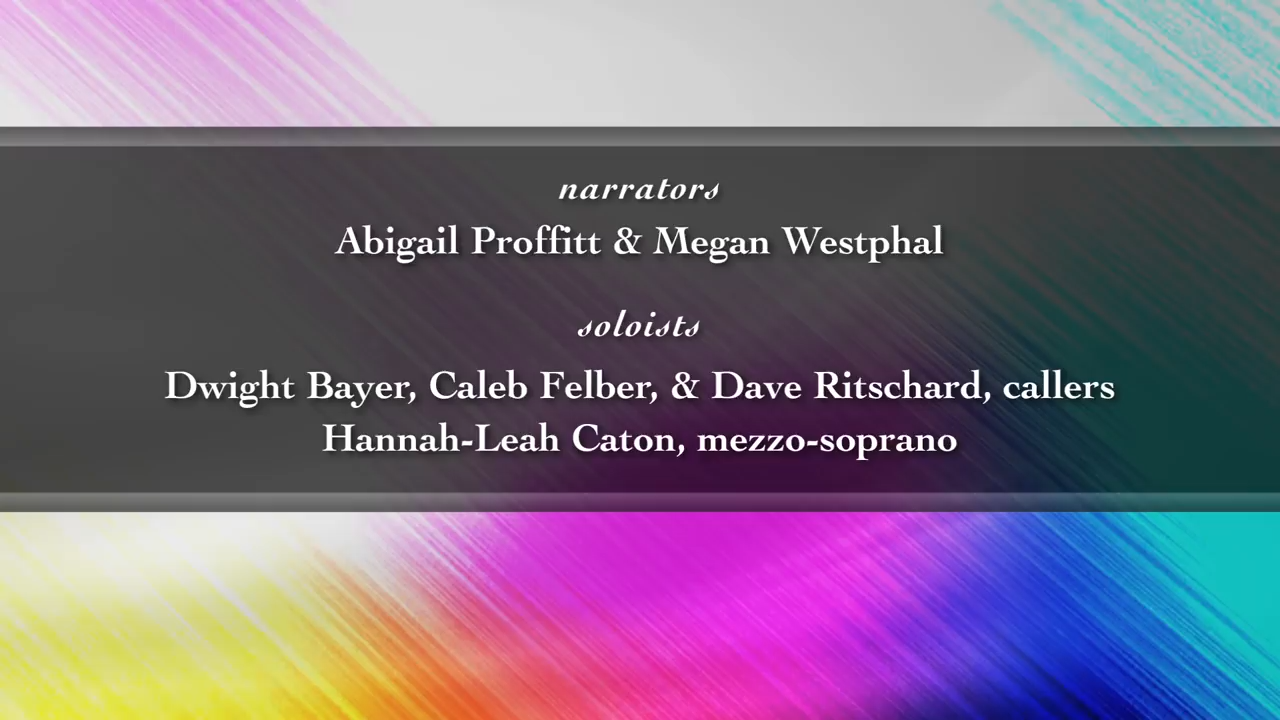 narrators
Abigail Proffitt & Megan Westphal
soloists
Dwight Bayer, Caleb Felber, & Dave Ritschard, callers
Hannah-Leah Caton, mezzo-soprano